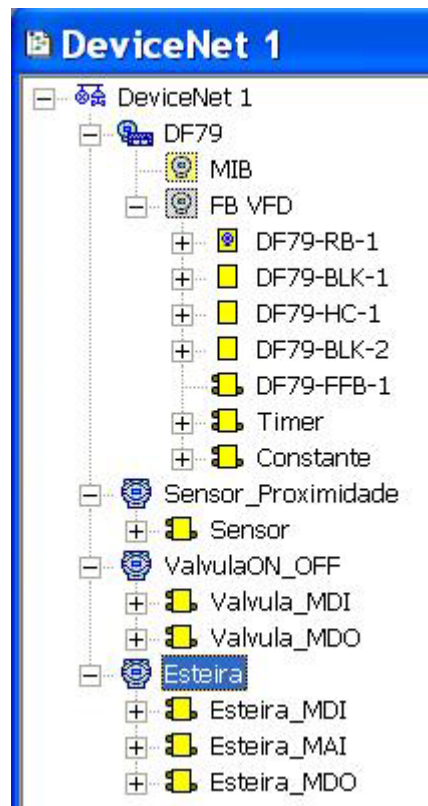 DeviceNet 1
DeviceNet 1
DF79
MIB
FB VFD
DF79-RB-1
DF79-BLK-1
DF79-HC-1
DF79-BLK-2
DF79-FFB-1
Timer
Constante
Sensor_Proximidade
Sensor
ValvulaON_OFF
Valvula_MDI
Valvula_MDO
Esteira
Esteira_MDI
Esteira_MAI
Esteira_MDO